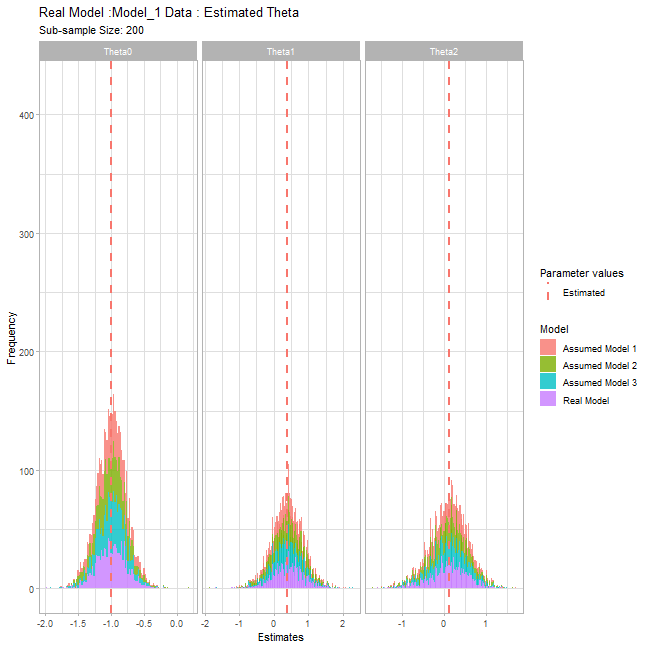 Real Model :Model_1 Data : Estimated Theta
Sub-sample Size: 200
Theta0 Theta1 Theta2
400
300
200
100
0
Frequency
-2.0 -1.5 -1.0 -0.5 0.0 -2 -1 0 1 2 -1 0 1
Estimates
Parameter values
Estimated
Model
Assumed Model 1
Assumed Model 2
Assumed Model 3
Real Model